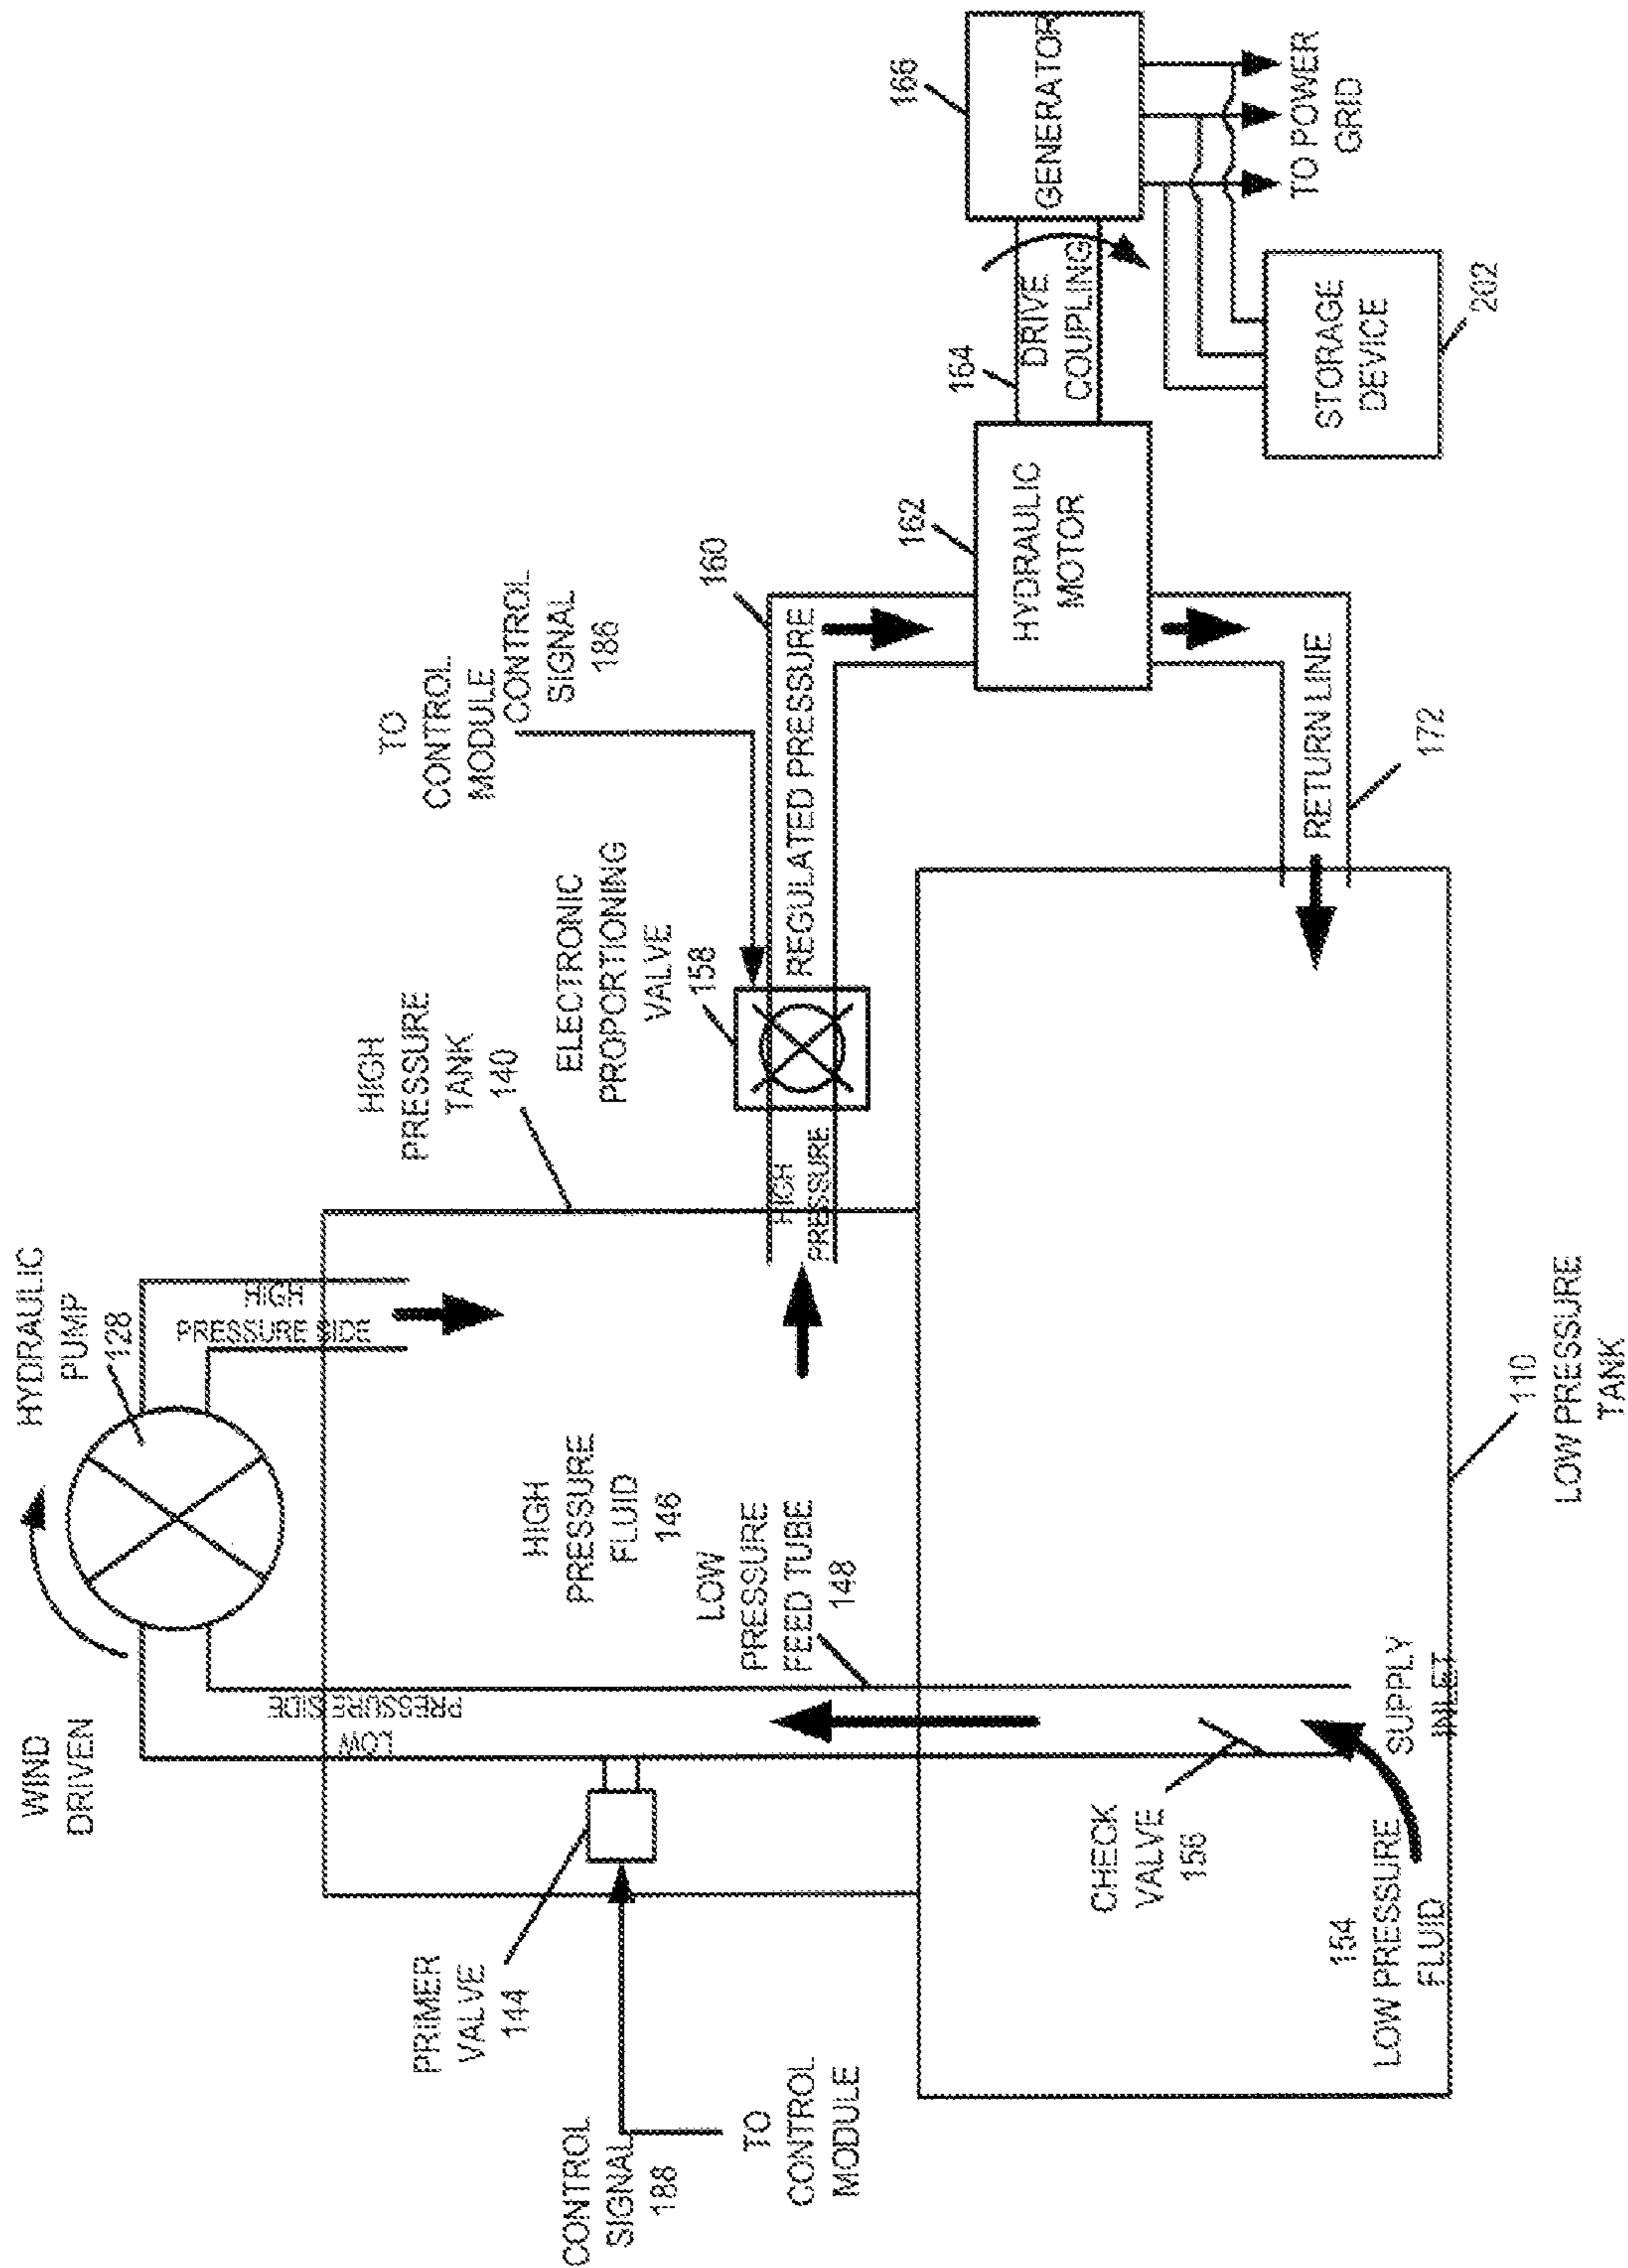 WIND
DRIVEN
HYDRAULIC
PUMP
128
LOW
PRESSURE SIDE
HIGH
PRESSURE SIDE
HIGH
PRESSURE
TANK
140
PRIMER
VALVE
144
CONTROL
SIGNAL
188
TO
CONTROL
MODULE
HIGH
PRESSURE
FLUID
146
LOW
PRESSURE
FEED TUBE
148
HIGH
PRESSURE
ELECTRONIC
PROPORTIONING
VALVE
158
TO
CONTROL
MODULE
CONTROL
SIGNAL
186
REGULATED PRESSURE
160
HYDRAULIC
MOTOR
162
164
DRIVE
COUPLING
GENERATOR
166
TO POWER
GRID
STORAGE
DEVICE
202
RETURN LINE
172
CHECK
VALVE
156
154
LOW PRESSURE
FLUID
SUPPLY
INLET
110
LOW PRESSURE
TANK